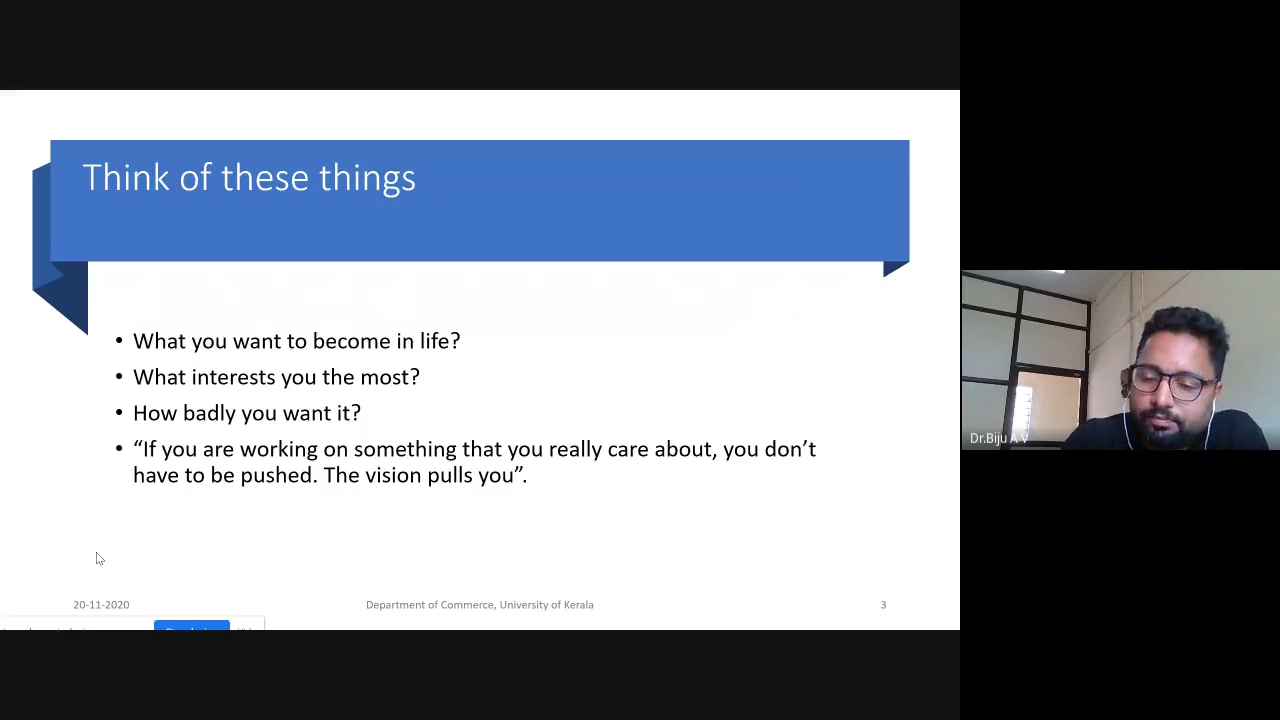 Think of these things
• What you want to become in life?
• What interests you the most?
• How badly you want it?
• “If you are working on something that you really care about, you don’t
have to be pushed. The vision pulls you”.
Dr.Biju A V
20-11-2020
Department of Commerce, University of Kerala
3